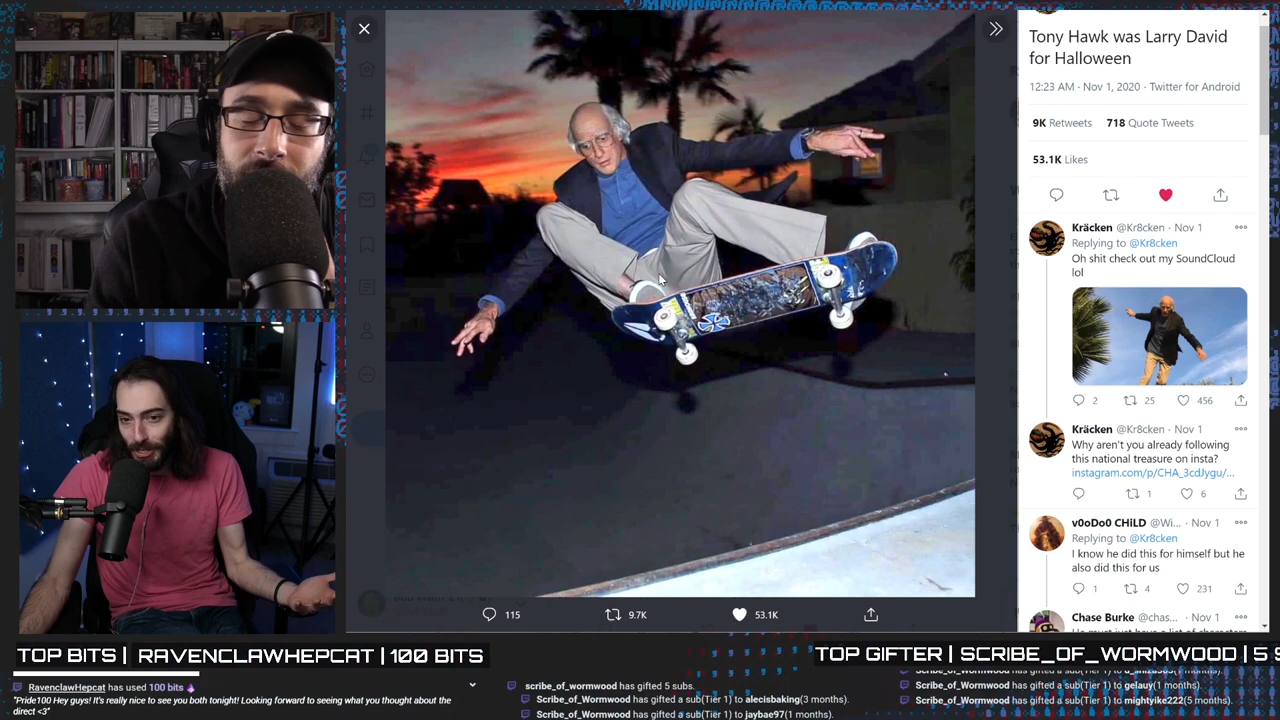 Tony Hawk was Larry David
for Halloween
12:23 AM · Nov 1, 2020 · Twitter for Android
9K Retweets 718 Quote Tweets
53.1K Likes
Kräcken @Kr8cken · Nov 1
Replying to @Kr8cken
Oh shit check out my SoundCloud
lol
2 25 456
Kräcken @Kr8cken · Nov 1
Why aren't you already following
this national treasure on insta?
instagram.com/p/CHA_3cdJygu/...
1 6
v0oDo0 CHiLD @Wi... · Nov 1
Replying to @Kr8cken
I know he did this for himself but he
also did this for us
1 4 231
Chase Burke @chas... · Nov 1
115 9.7K 53.1K
TOP BITS | RAVENCLAWHEPCAT | 100 BITS
TOP GIFTER | SCRIBE_OF_WORMWOOD | 5 S
RavenclawHepcat has used 100 bits
"Pride100 Hey guys! It's really nice to see you both tonight! Looking forward to seeing what you thought about the
direct <3"
scribe_of_wormwood has gifted 5 subs.
Scribe_Of_Wormwood has gifted a sub(Tier 1) to alecisbaking(3 months).
Scribe_Of_Wormwood has gifted a sub(Tier 1) to jaybae97(1 months).
Scribe_Of_Wormwood has gifted a sub(Tier 1) to gelauy(1 months).
Scribe_Of_Wormwood has gifted a sub(Tier 1) to mightyike222(5 months).